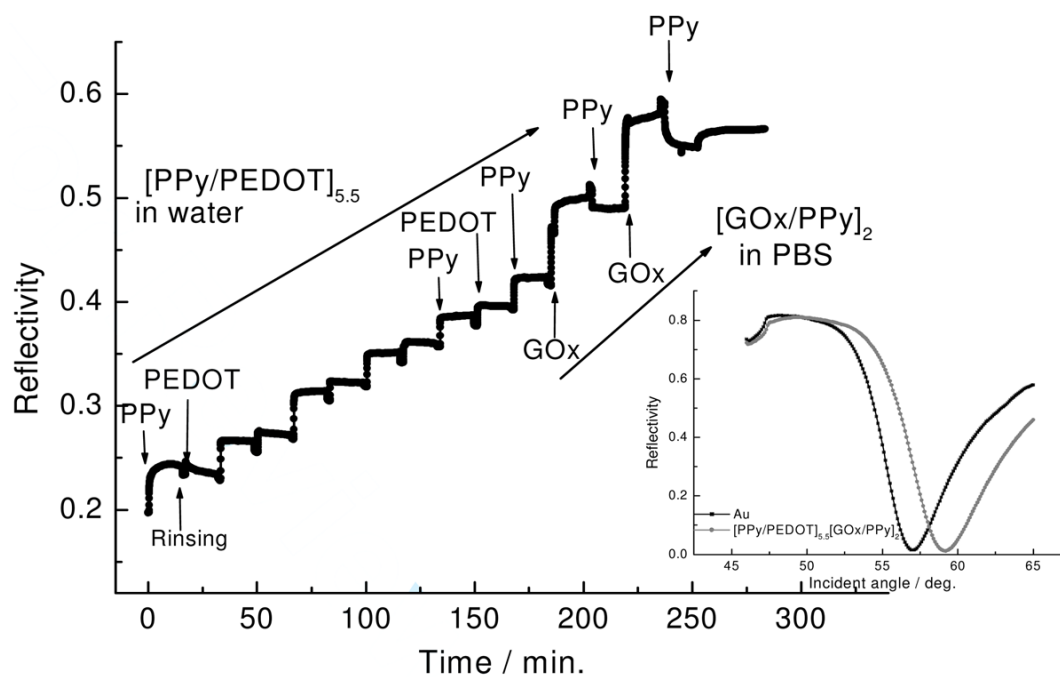 PPy
0.6
PPy
[PPy/PEDOT]5.5
in water
PPy
0.5
PEDOT
PPy
[GOx/PPy]2
in PBS
GOx
0.4
GOx
PEDOT
PPy
0.3
0.2
Rinsing
Reflectivity
0
50
100
150
200
250
300
Time / min.
0.8
0.6
0.4
0.2
0.0
Reflectivity
Au
[PPy/PEDOT]5.5[GOx/PPy]2
45
50
55
60
65
Incident angle / deg.